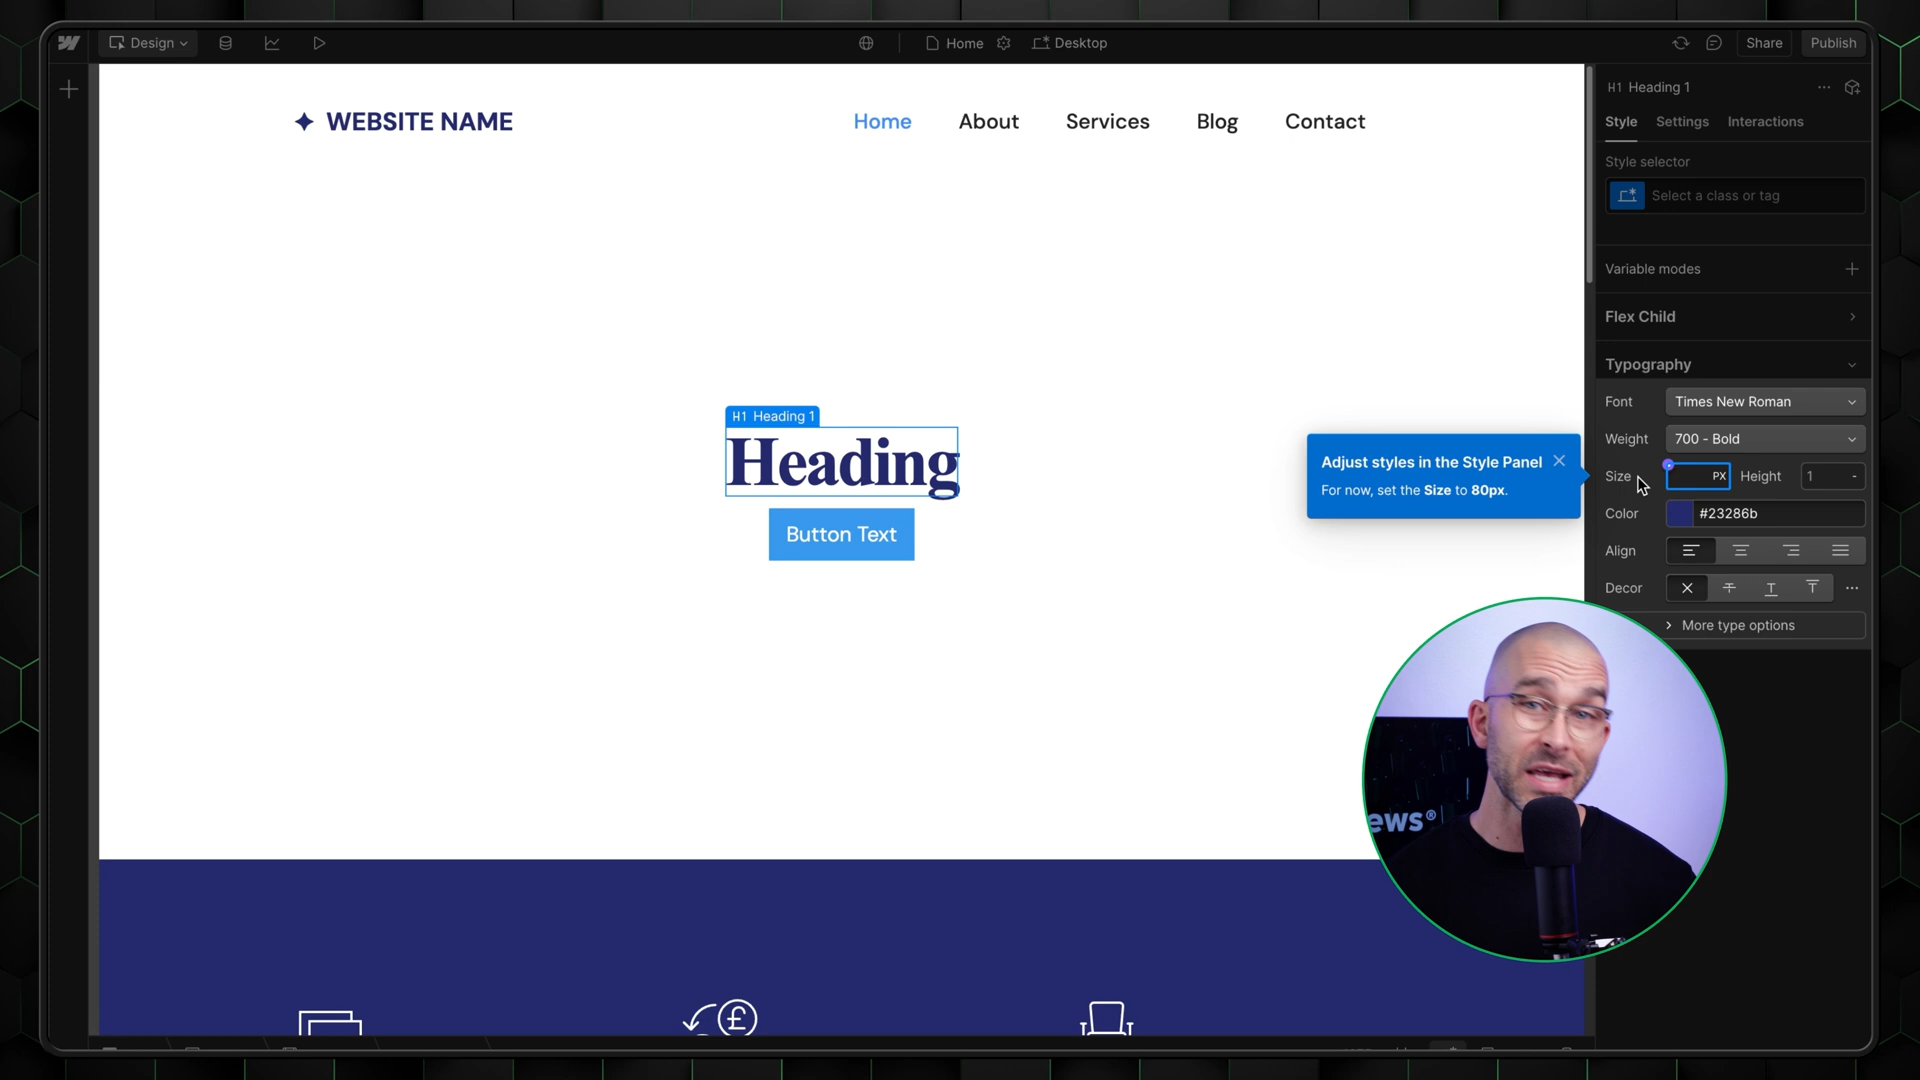 Design
Home
Desktop
Share
Publish
WEBSITE NAME
Home
About
Services
Blog
Contact
H1 Heading 1
Heading
Button Text
Adjust styles in the Style Panel
For now, set the Size to 80px.
H1 Heading 1
Style
Settings
Interactions
Style selector
Select a class or tag
Variable modes
Flex Child
Typography
Font
Times New Roman
Weight
700 - Bold
Size
PX
Height
1
-
Color
#23286b
Align
Decor
More type options
ews®
£